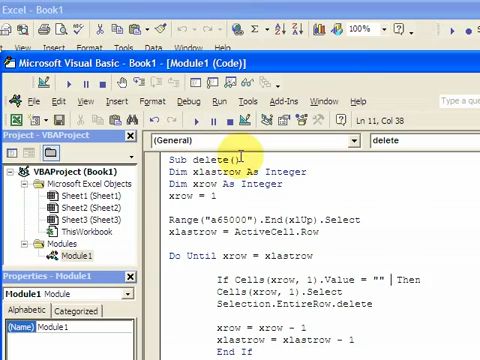 Excel - Book1
View Insert Format Tools Data Window Help
100%
Microsoft Visual Basic - Book1 - [Module1 (Code)]
File Edit View Insert Format Debug Run Tools Add-Ins Window Help
Type a que
Ln 11, Col 38
Project - VBAProject
VBAProject (Book1)
Microsoft Excel Objects
Sheet1 (Sheet1)
Sheet2 (Sheet2)
Sheet3 (Sheet3)
ThisWorkbook
Modules
Module1
Properties - Module1
Module1 Module
Alphabetic Categorized
(Name) Module1
(General) delete
Sub delete()
Dim xlastrow As Integer
Dim xrow As Integer
xrow = 1
Range("a65000").End(xlUp).Select
xlastrow = ActiveCell.Row
Do Until xrow = xlastrow
If Cells(xrow, 1).Value = "" Then
Cells(xrow, 1).Select
Selection.EntireRow.delete
xrow = xrow - 1
xlastrow = xlastrow - 1
End If